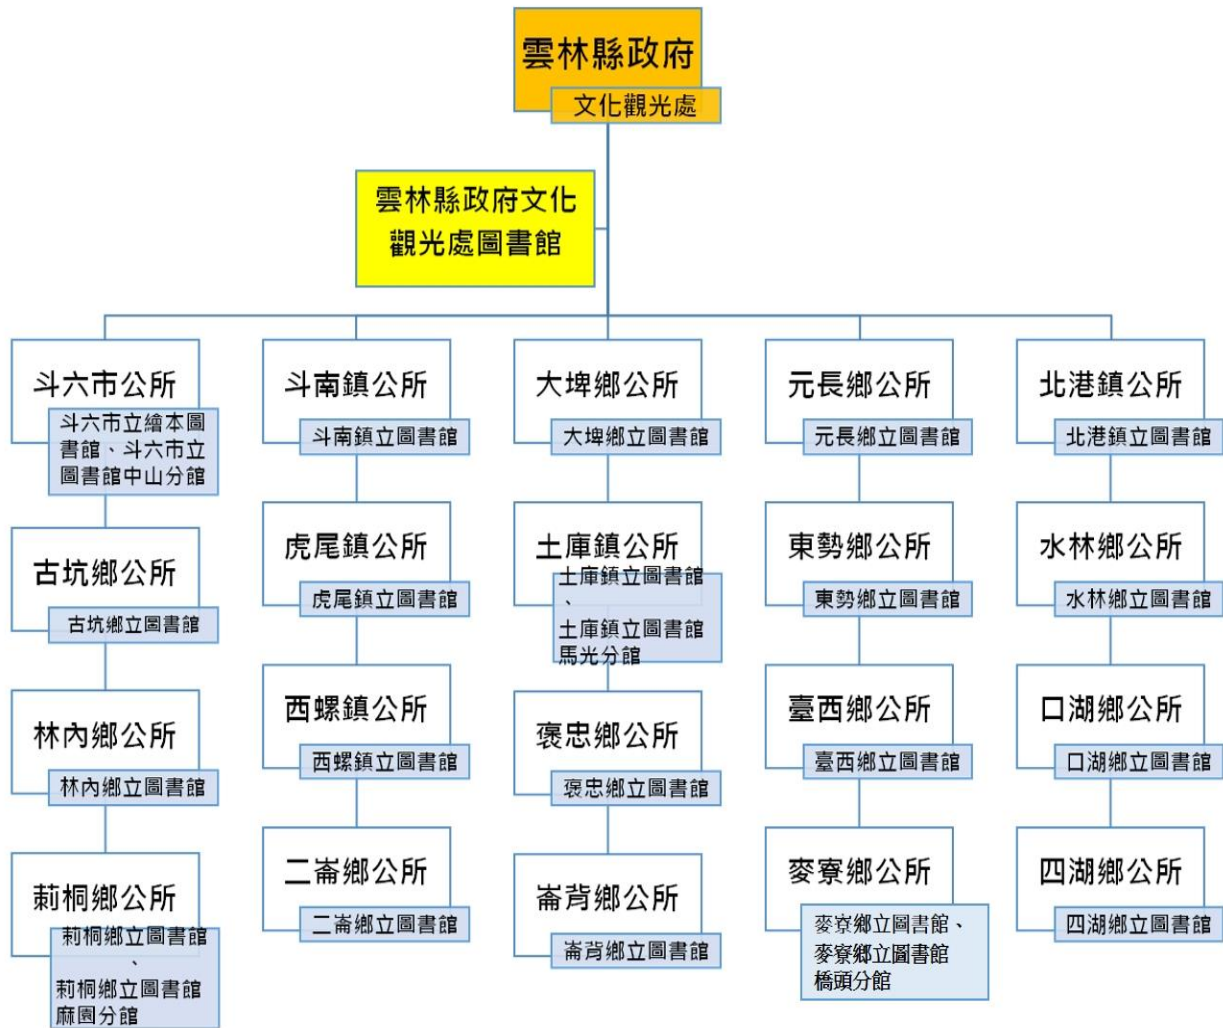 雲林縣政府
文化觀光處
雲林縣政府文化
觀光處圖書館
斗六市公所
斗六市立繪本圖
書館、斗六市立
圖書館中山分館
古坑鄉公所
古坑鄉立圖書館
林內鄉公所
林內鄉立圖書館
莿桐鄉公所
莿桐鄉立圖書館
、
莿桐鄉立圖書館
麻園分館
斗南鎮公所
斗南鎮立圖書館
虎尾鎮公所
虎尾鎮立圖書館
西螺鎮公所
西螺鎮立圖書館
二崙鄉公所
二崙鄉立圖書館
大埤鄉公所
大埤鄉立圖書館
土庫鎮公所
土庫鎮立圖書館
、
土庫鎮立圖書館
馬光分館
褒忠鄉公所
褒忠鄉立圖書館
崙背鄉公所
崙背鄉立圖書館
元長鄉公所
元長鄉立圖書館
東勢鄉公所
東勢鄉立圖書館
臺西鄉公所
臺西鄉立圖書館
麥寮鄉公所
麥寮鄉立圖書館、
麥寮鄉立圖書館
橋頭分館
北港鎮公所
北港鎮立圖書館
水林鄉公所
水林鄉立圖書館
口湖鄉公所
口湖鄉立圖書館
四湖鄉公所
四湖鄉立圖書館